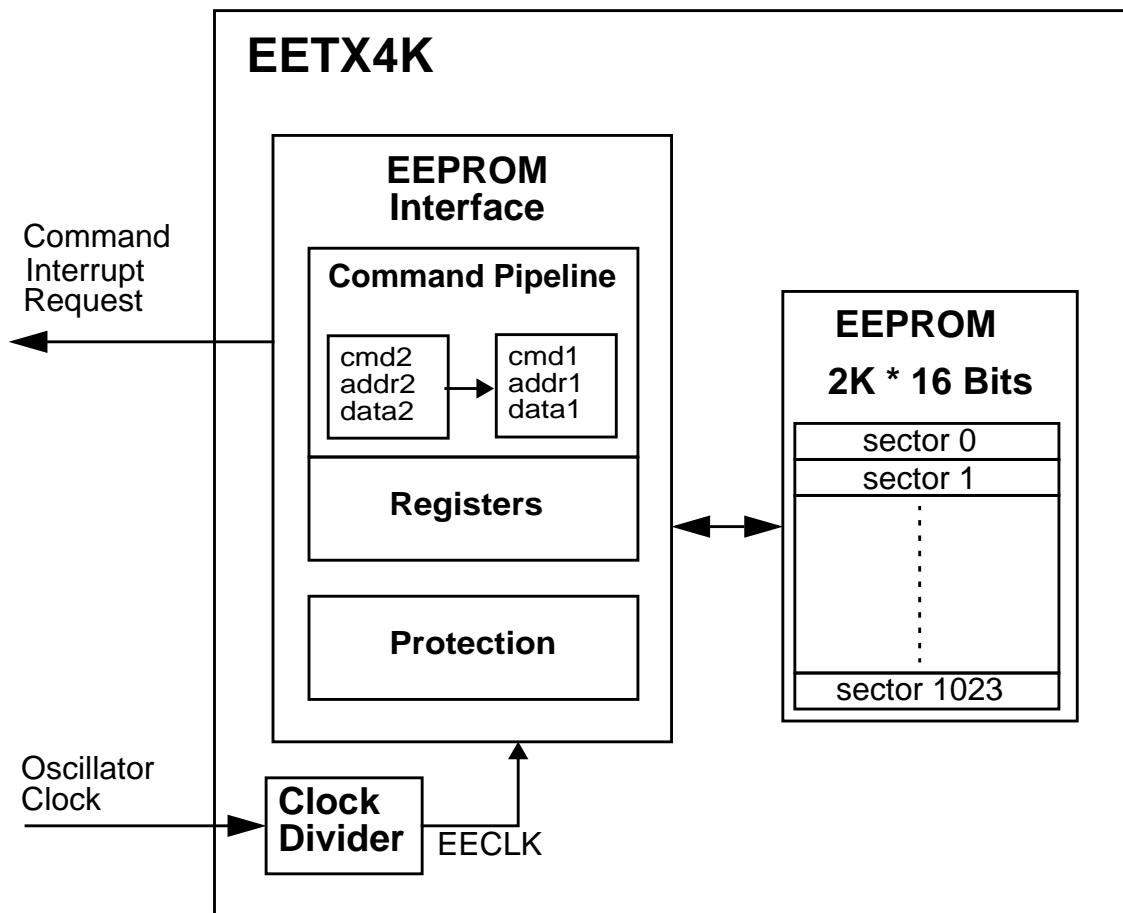 EETX4K
EEPROM
Interface
Command
Interrupt
Request
Command Pipeline
cmd2
addr2
data2
cmd1
addr1
data1
Registers
Protection
EEPROM
2K * 16 Bits
sector 0
sector 1
sector 1023
Oscillator
Clock
Clock
Divider
EECLK